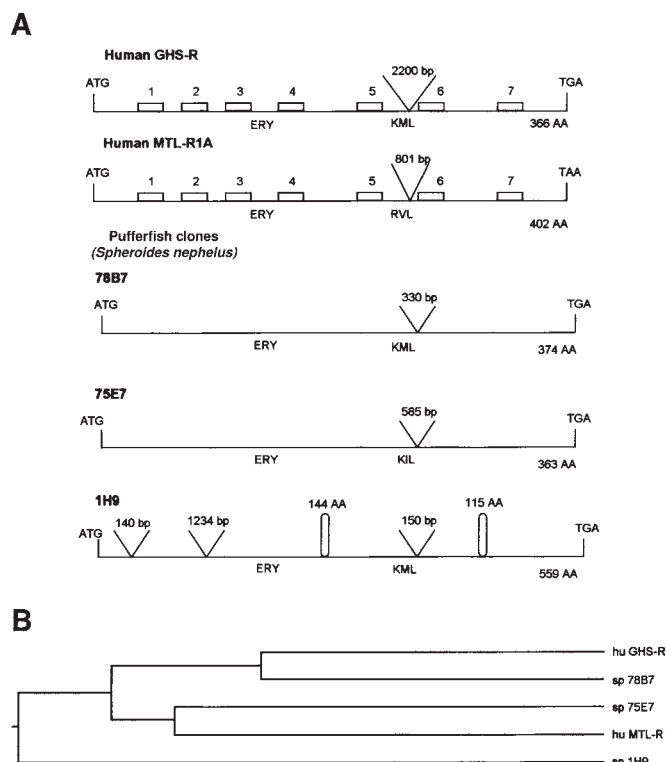 A
Human GHS-R
2200 bp
ATG 1 2 3 4 5 6 7 TGA
ERY KML 366 AA
Human MTL-R1A
801 bp
ATG 1 2 3 4 5 6 7 TAA
ERY RVL 402 AA
Pufferfish clones
(Spheroides nephelus)
78B7
330 bp
ATG TGA
ERY KML 374 AA
75E7
585 bp
ATG TGA
ERY KIL 363 AA
1H9
144 AA 115 AA
140 bp 1234 bp 150 bp
ATG TGA
ERY KML 559 AA
B
hu GHS-R
sp 78B7
sp 75E7
hu MTL-R
sp 1H9